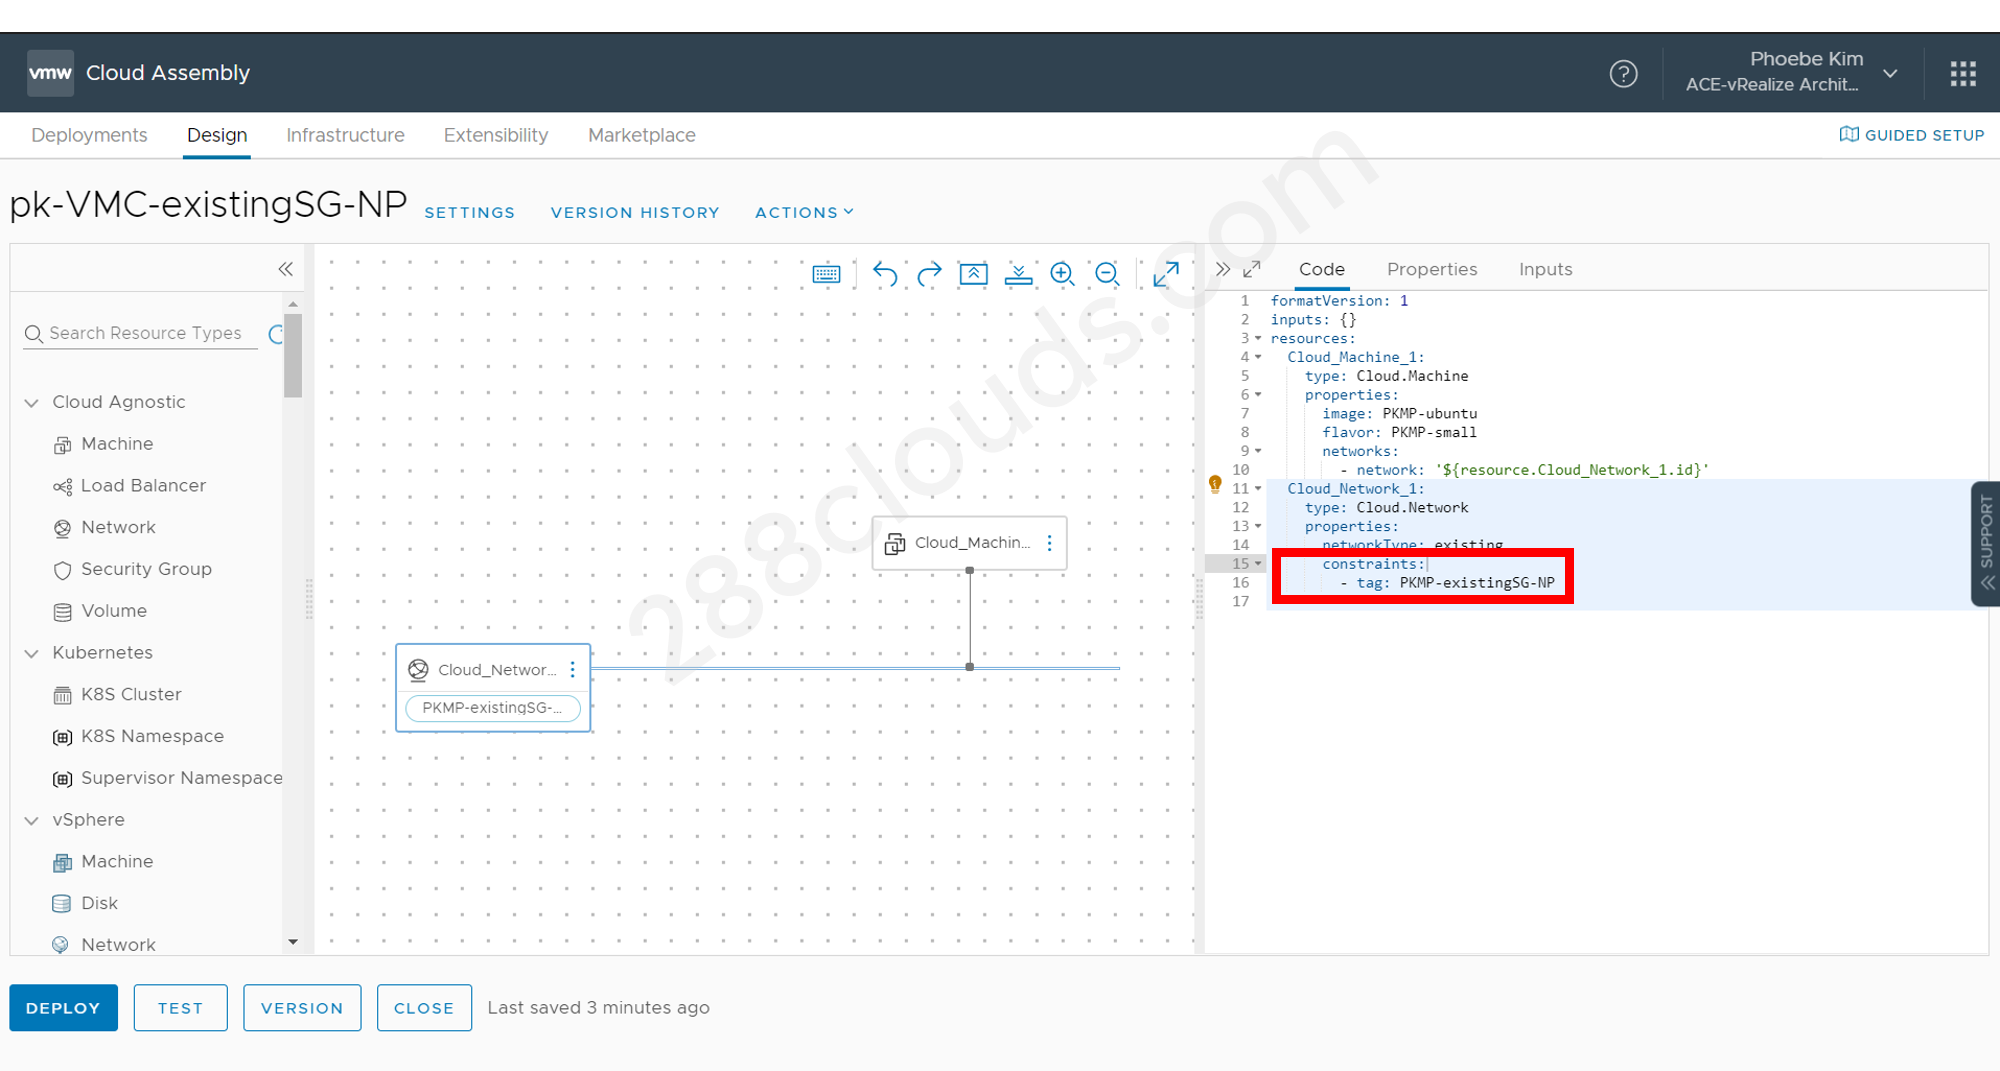 vmw Cloud Assembly
Phoebe Kim
ACE-vRealize Archit...
Deployments Design Infrastructure Extensibility Marketplace
GUIDED SETUP
pk-VMC-existingSG-NP SETTINGS VERSION HISTORY ACTIONS
Search Resource Types
Cloud Agnostic
Machine
Load Balancer
Network
Security Group
Volume
Kubernetes
K8S Cluster
K8S Namespace
Supervisor Namespace
vSphere
Machine
Disk
Network
Cloud_Machin...
Cloud_Networ...
PKMP-existingSG-...
Code Properties Inputs
1 formatVersion: 1
2 inputs: {}
3 resources:
4 Cloud_Machine_1:
5 type: Cloud.Machine
6 properties:
7 image: PKMP-ubuntu
8 flavor: PKMP-small
9 networks:
10 - network: '${resource.Cloud_Network_1.id}'
11 Cloud_Network_1:
12 type: Cloud.Network
13 properties:
14 networkType: existing
15 constraints:
16 - tag: PKMP-existingSG-NP
17
SUPPORT
DEPLOY TEST VERSION CLOSE Last saved 3 minutes ago
288clouds.com